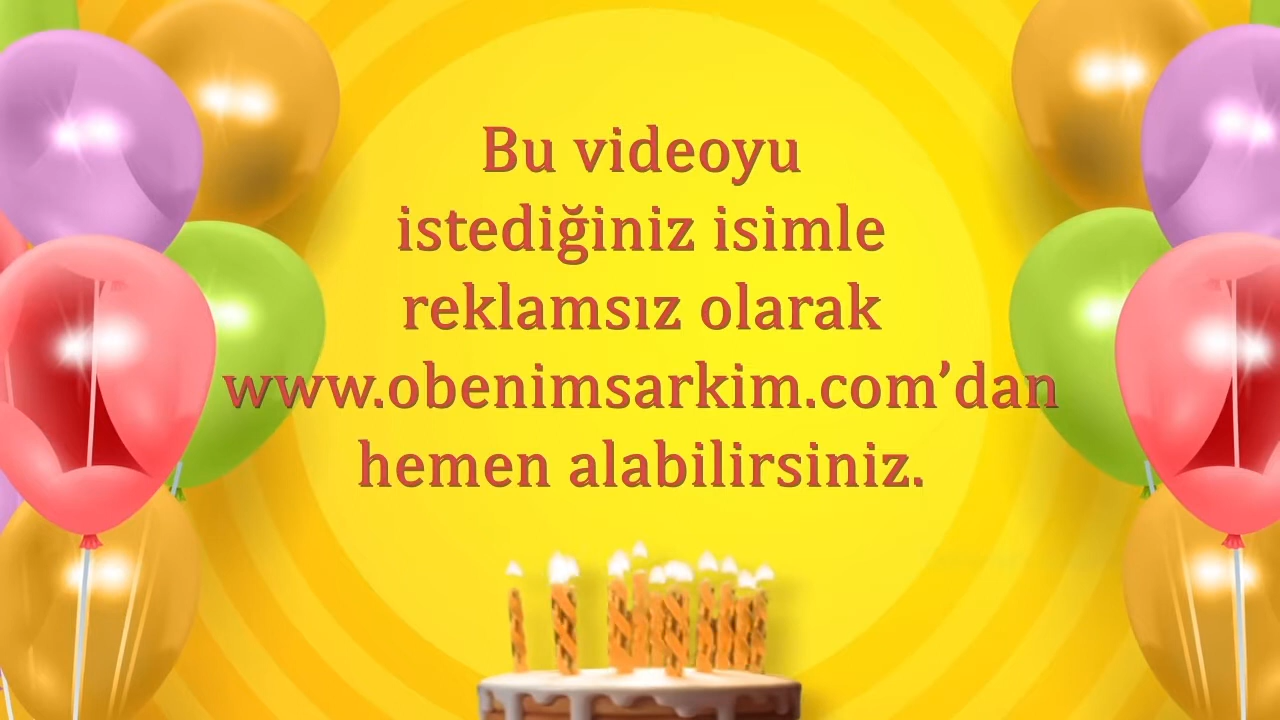 Bu videoyu
istediğiniz isimle
reklamsız olarak
www.obenimsarkim.com’dan
hemen alabilirsiniz.